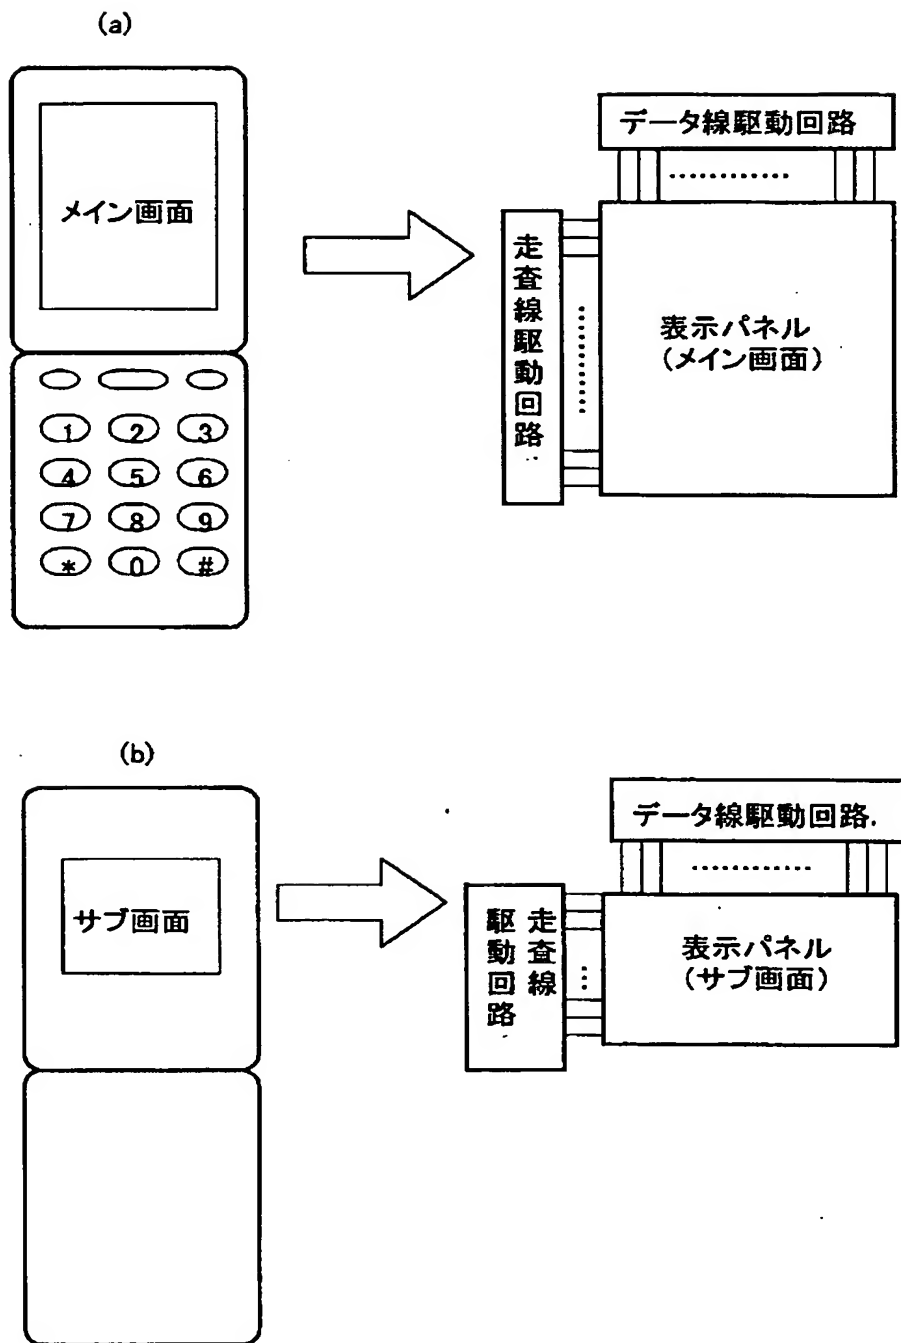 (a)
メイン画面
1 2 3
4 5 6
7 8 9
* 0 #
データ線駆動回路
走査線駆動回路
表示パネル
(メイン画面)
(b)
サブ画面
データ線駆動回路
走査線
駆動回路
表示パネル
(サブ画面)